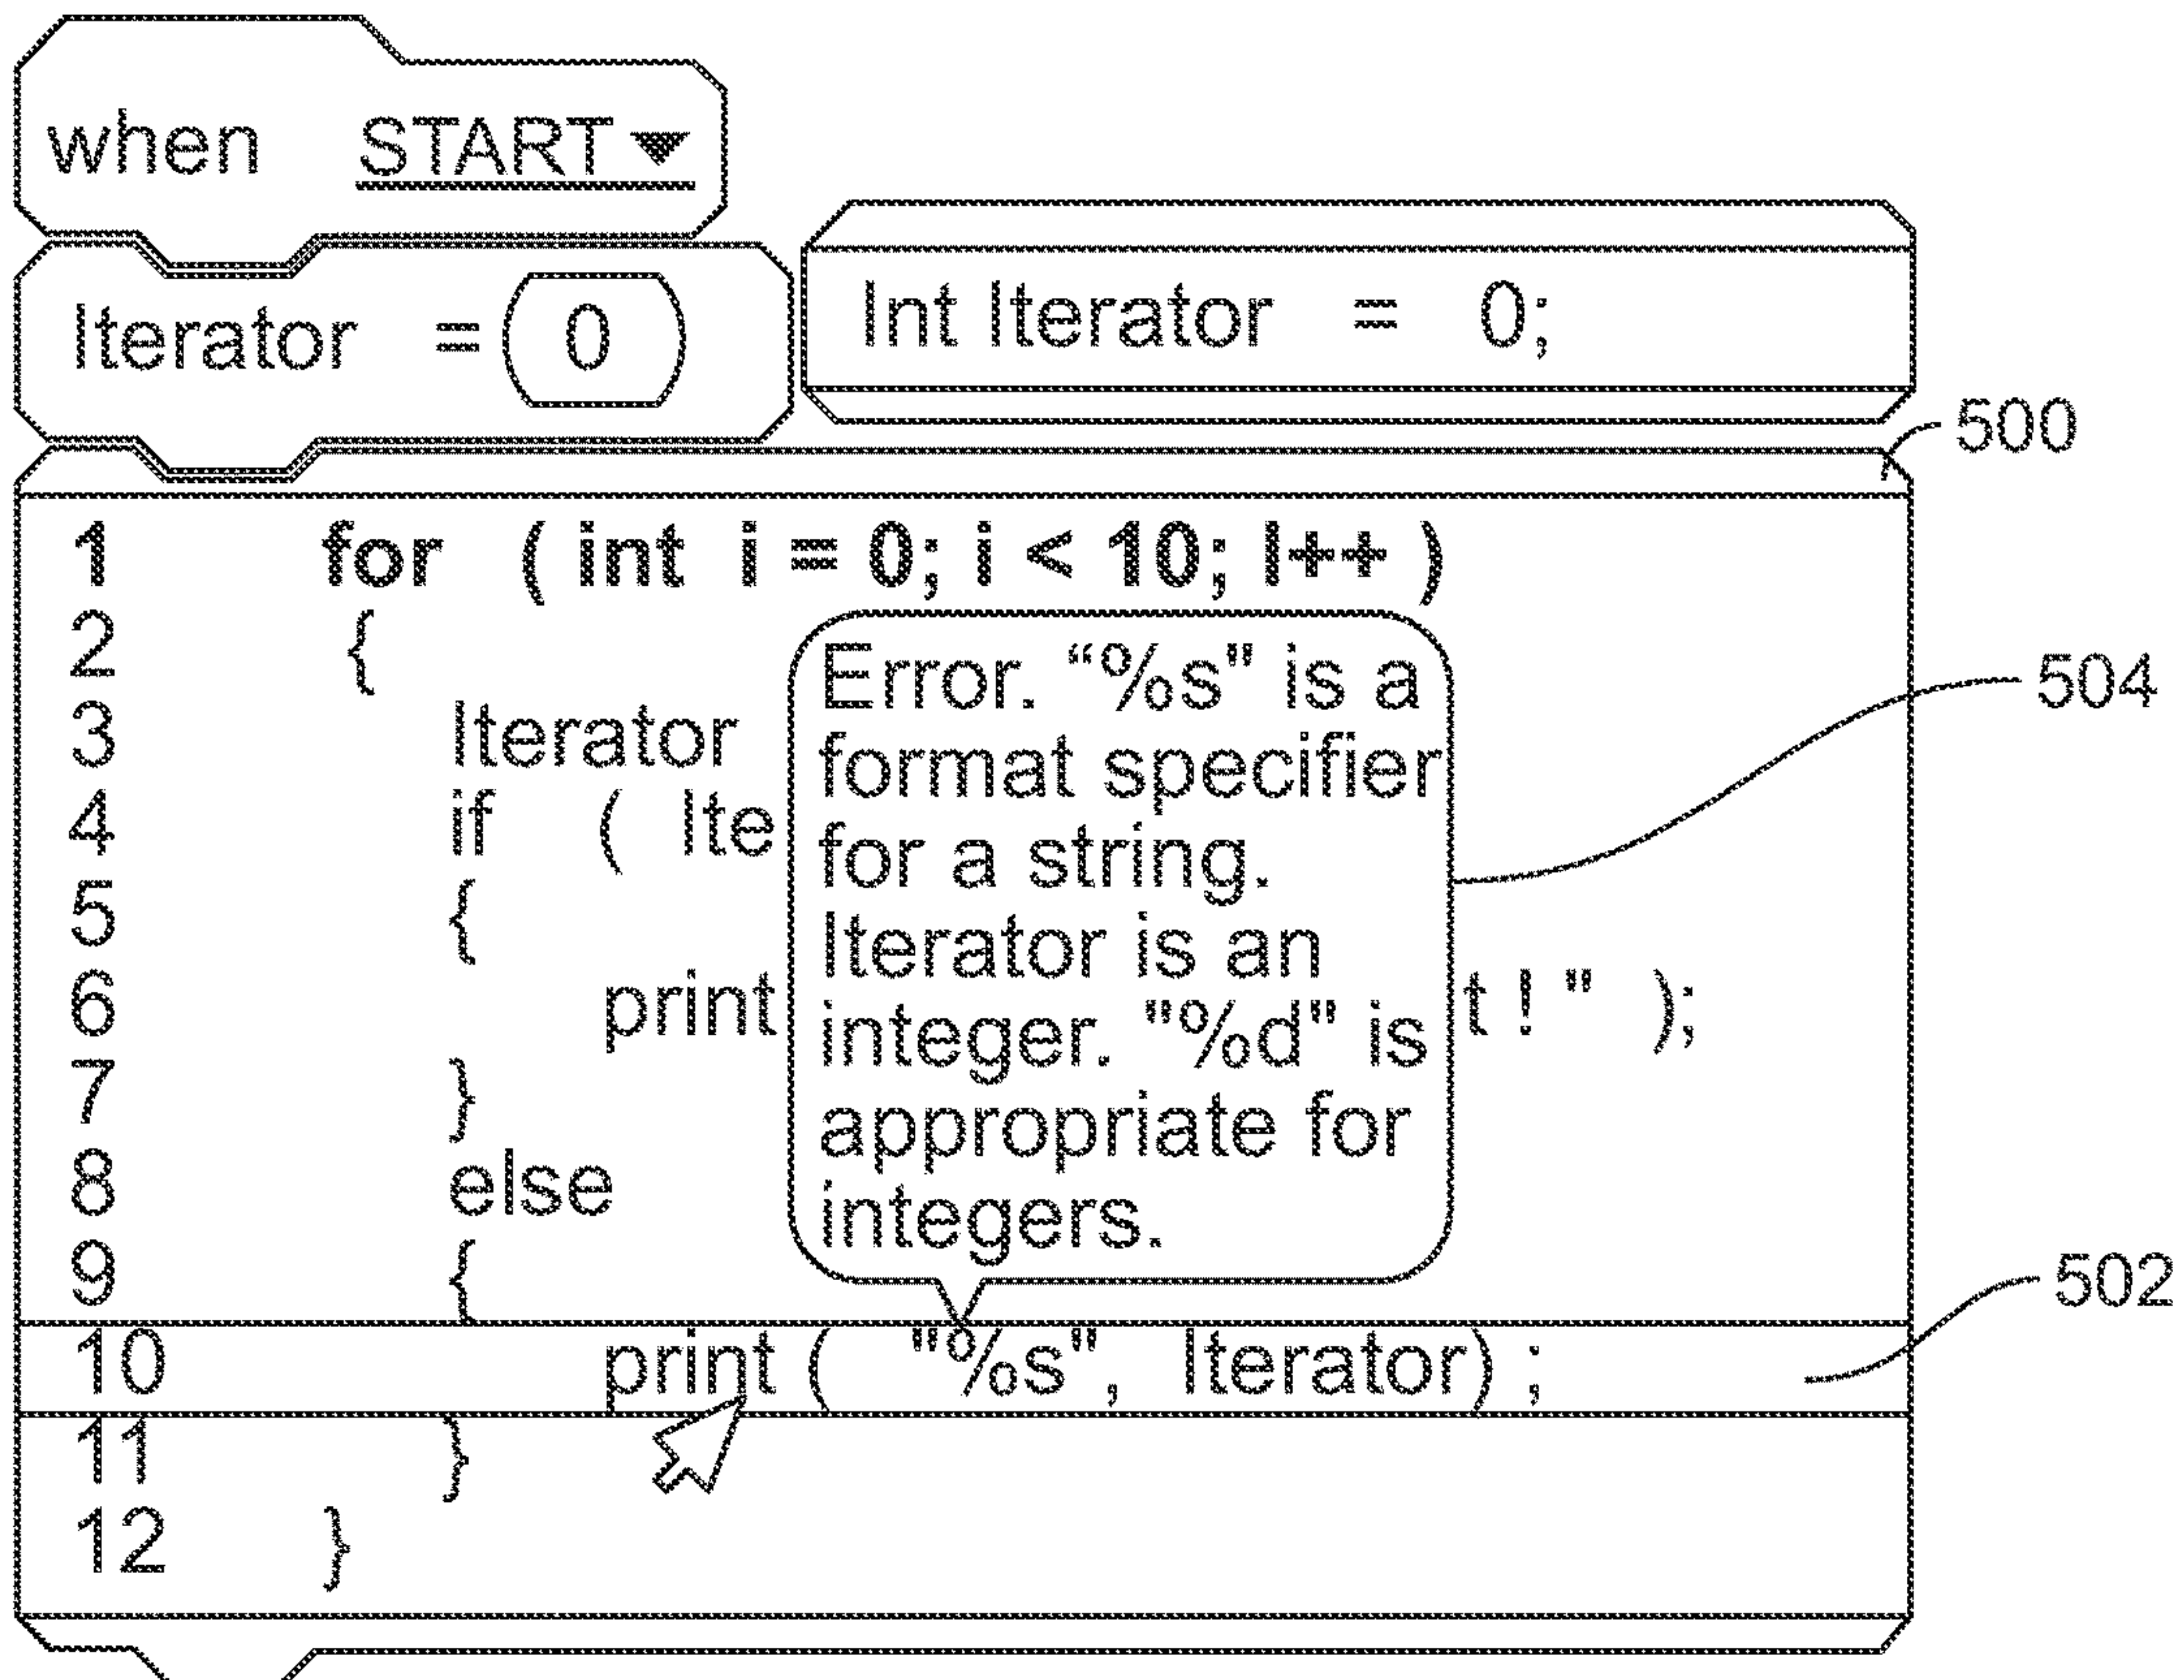 when START
Iterator = 0
Int Iterator = 0;
500
1 for ( int i = 0; i < 10; I++ )
2 {
3 Iterator
4 if ( Ite
5 {
6 print t ! " );
7 }
8 else
9 {
Error. “%s" is a
format specifier
for a string.
Iterator is an
integer. "%d" is
appropriate for
integers.
504
502
10 print ( "%s", Iterator) ;
11 }
12 }